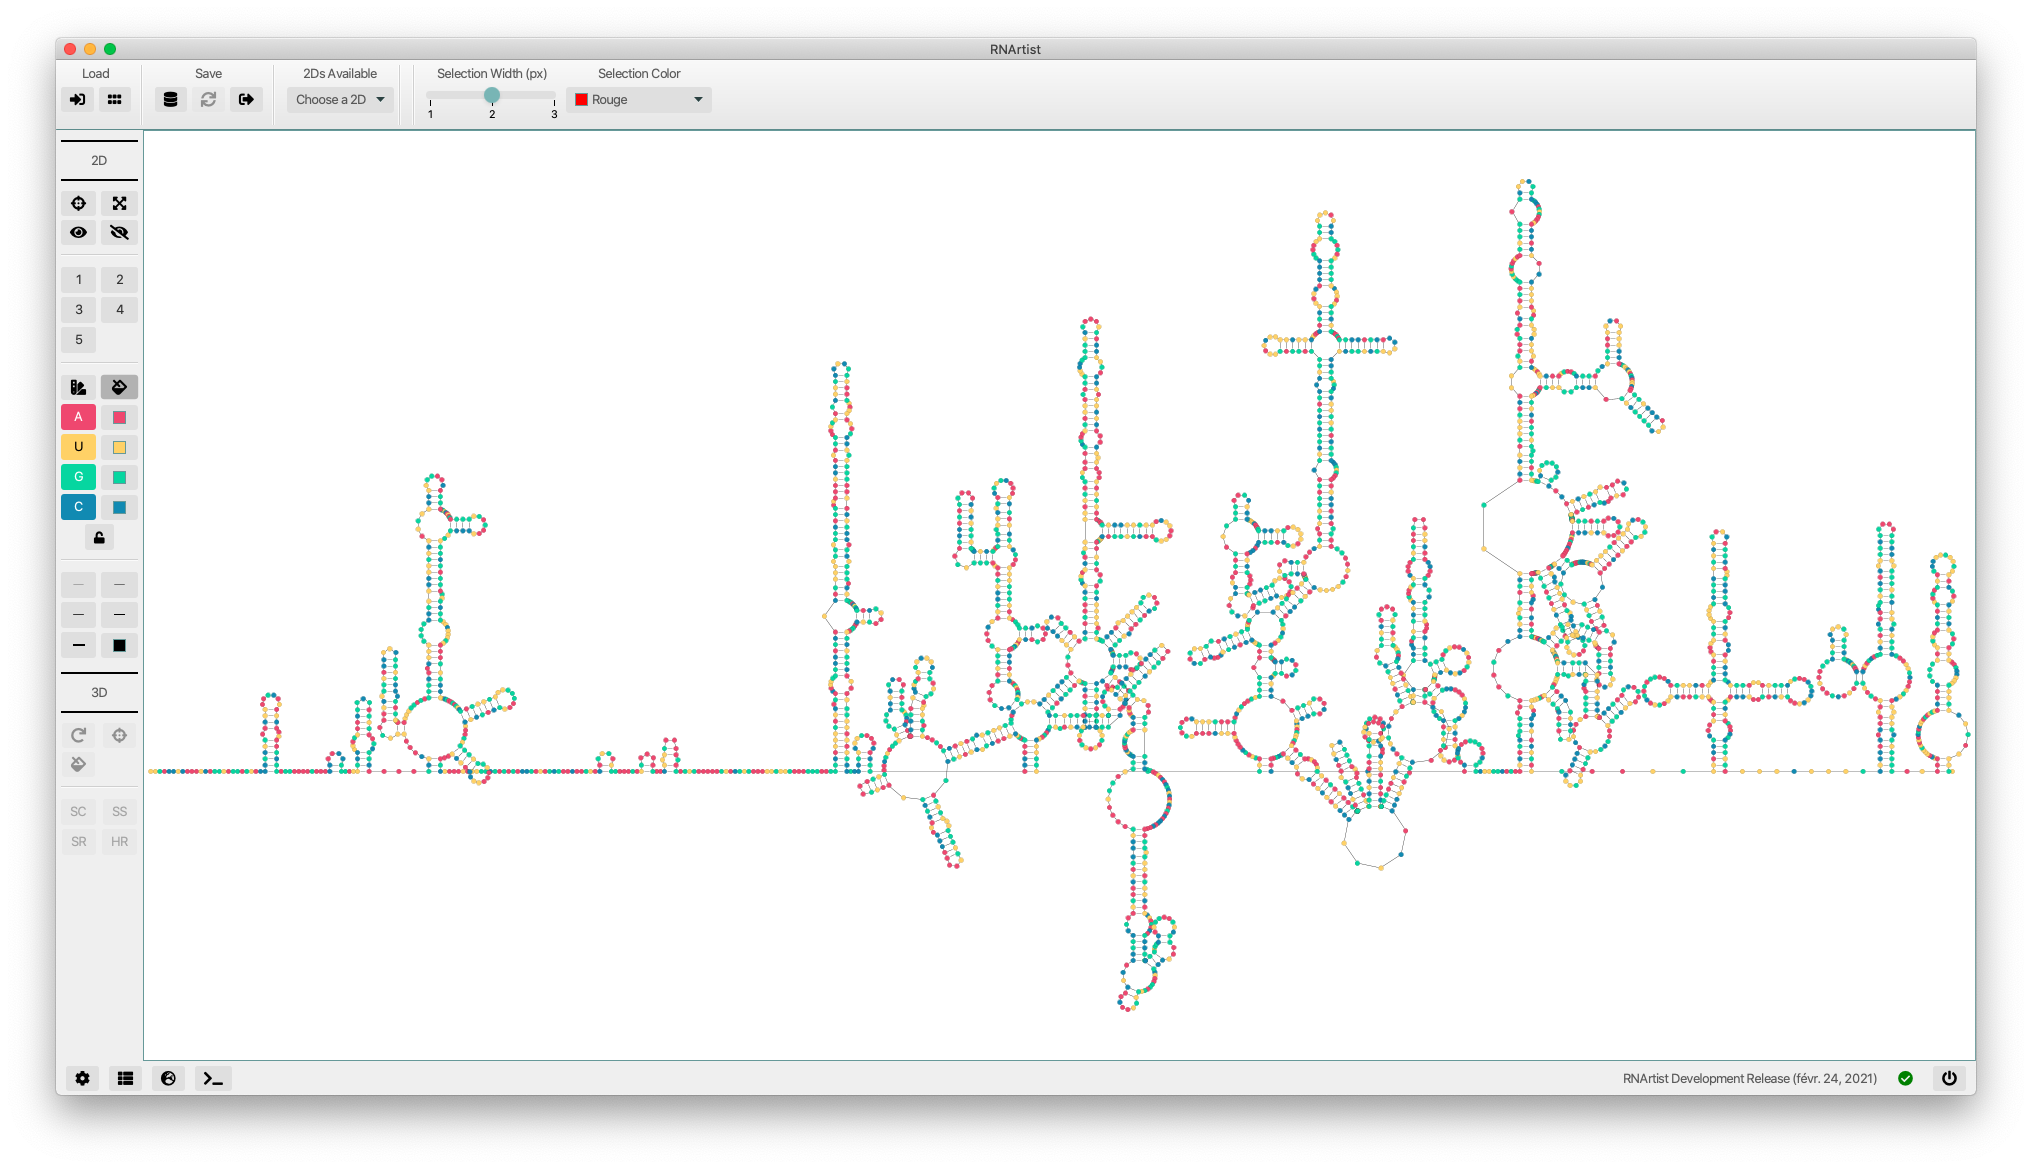 RNArtist
Load
Save
2Ds Available
Selection Width (px)
Selection Color
Choose a 2D
Rouge
1 2 3
2D
1 2
3 4
5
A
U
G
C
3D
SC SS
SR HR
RNArtist Development Release (févr. 24, 2021)